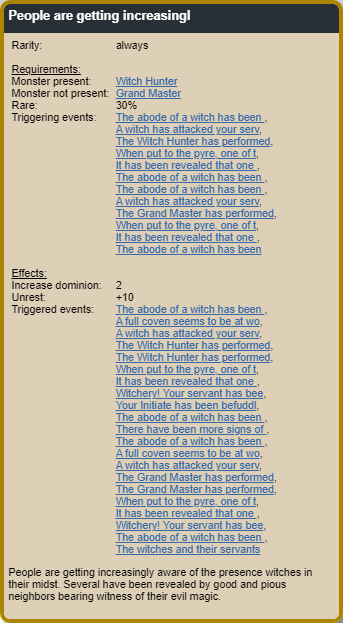 People are getting increasingl
Rarity: always
Requirements:
Monster present: Witch Hunter
Monster not present: Grand Master
Rare: 30%
Triggering events: The abode of a witch has been ,
A witch has attacked your serv,
The Witch Hunter has performed,
When put to the pyre, one of t,
It has been revealed that one ,
The abode of a witch has been ,
The abode of a witch has been ,
A witch has attacked your serv,
The Grand Master has performed,
When put to the pyre, one of t,
It has been revealed that one ,
The abode of a witch has been
Effects:
Increase dominion: 2
Unrest: +10
Triggered events: The abode of a witch has been ,
A full coven seems to be at wo,
A witch has attacked your serv,
The Witch Hunter has performed,
The Witch Hunter has performed,
When put to the pyre, one of t,
It has been revealed that one ,
Witchery! Your servant has bee,
Your Initiate has been befuddl,
The abode of a witch has been ,
There have been more signs of ,
The abode of a witch has been ,
A full coven seems to be at wo,
A witch has attacked your serv,
The Grand Master has performed,
The Grand Master has performed,
When put to the pyre, one of t,
It has been revealed that one ,
Witchery! Your servant has bee,
The abode of a witch has been ,
The witches and their servants
People are getting increasingly aware of the presence witches in
their midst. Several have been revealed by good and pious
neighbors bearing witness of their evil magic.